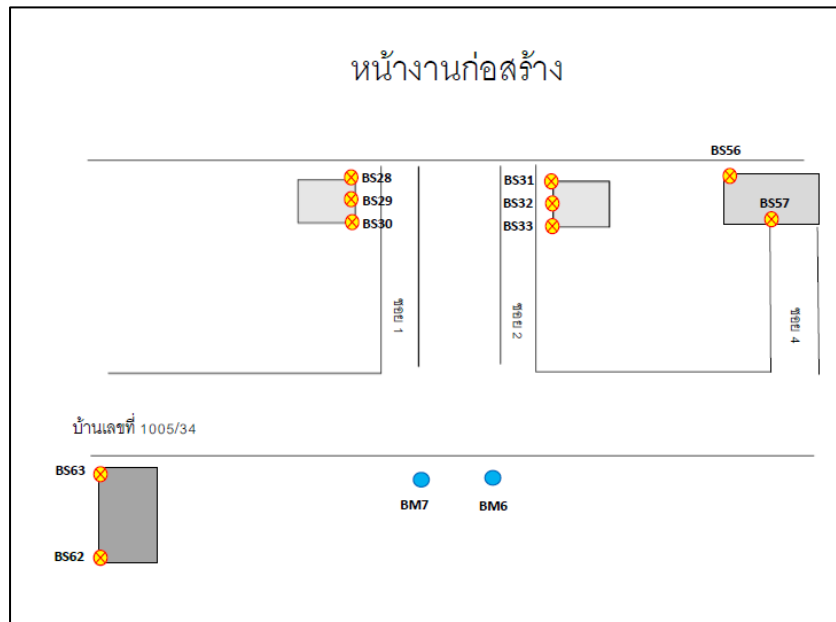 หน้างานก่อสร้าง
BS56
BS28
BS31
BS29
BS32
BS57
BS30
BS33
ซอย 1
ซอย 2
ซอย 4
บ้านเลขที่ 1005/34
BS63
BM7
BM6
BS62